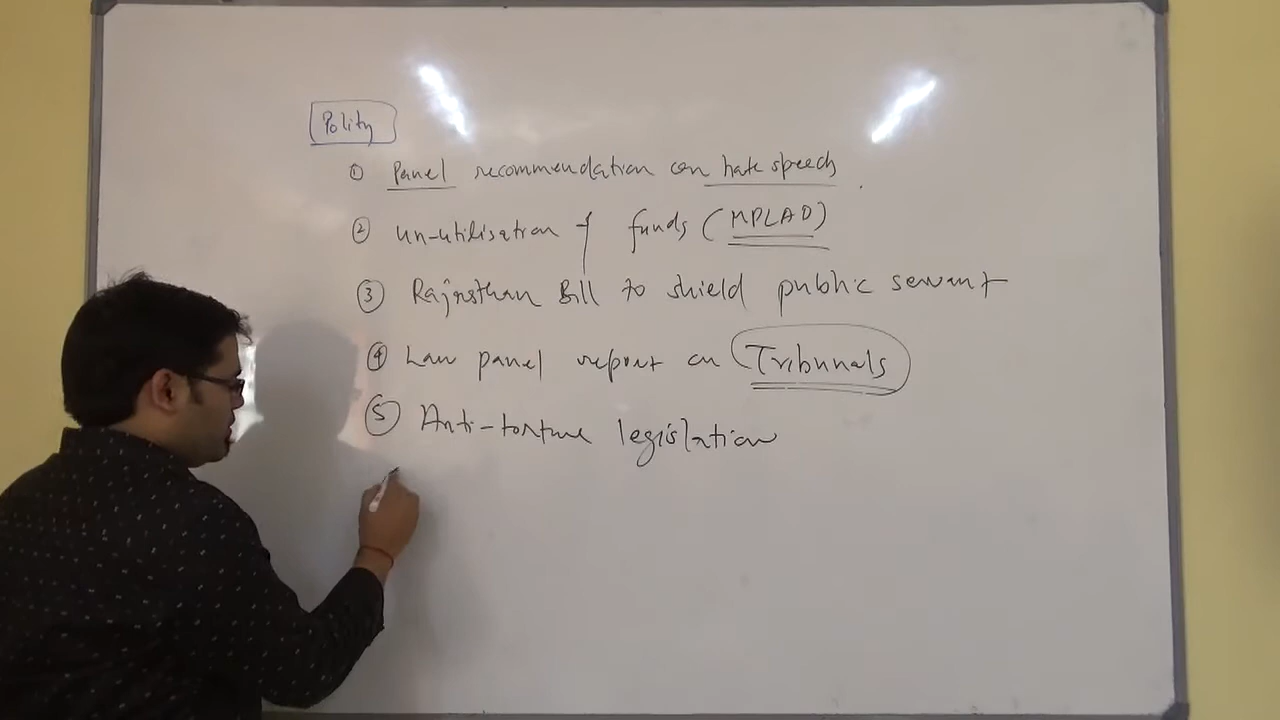 Polity
① Panel recommendation on hate speech.
② un-utilisation of funds (MPLAD)
③ Rajasthan Bill to shield public servant
④ Law panel report on Tribunals
⑤ Anti-torture legislation